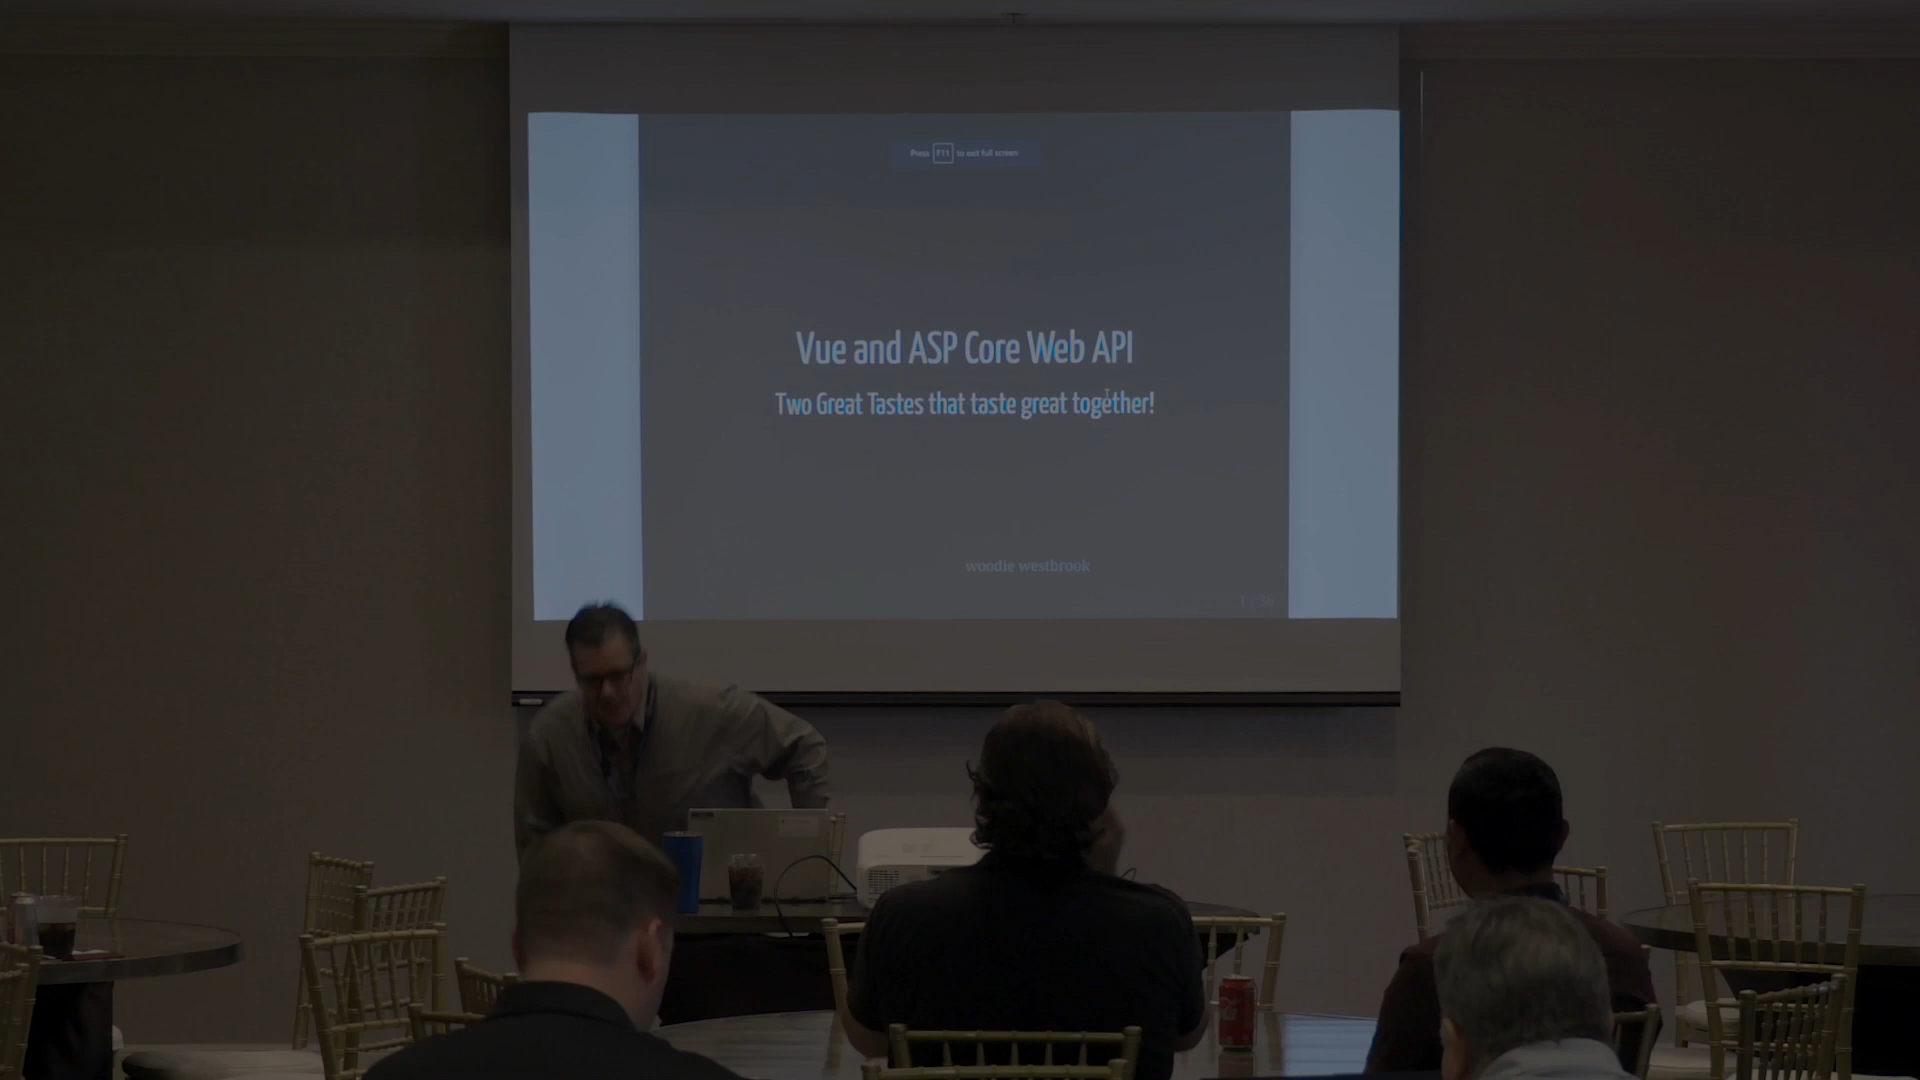 Press F11 to exit full screen
Vue and ASP Core Web API
Two Great Tastes that taste great together!
woodie westbrook